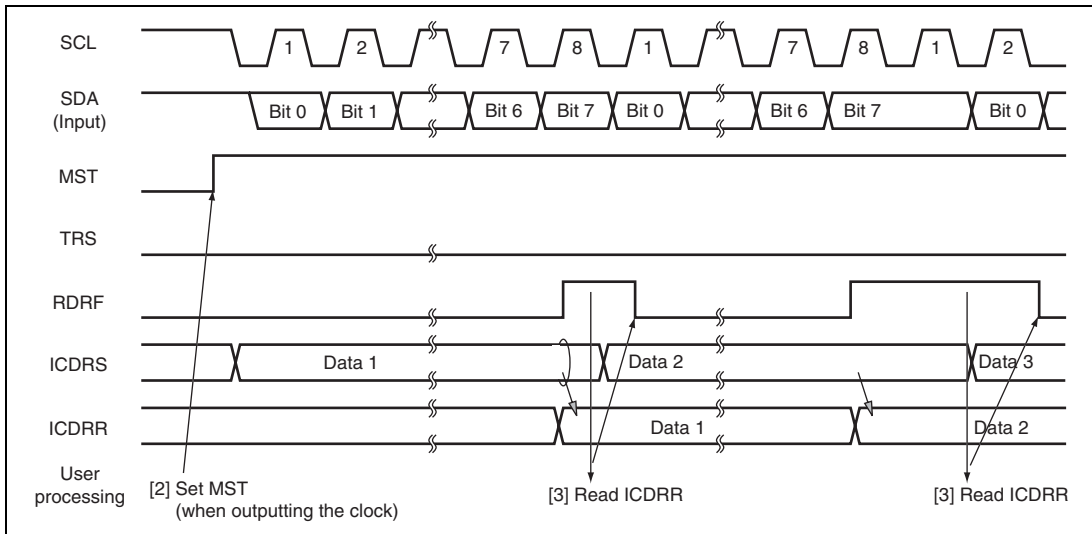 SCL 1 2 7 8 1 7 8 1 2
SDA
(Input) Bit 0 Bit 1 Bit 6 Bit 7 Bit 0 Bit 6 Bit 7 Bit 0
MST
TRS
RDRF
ICDRS Data 1 Data 2 Data 3
ICDRR Data 1 Data 2
User
processing
[2] Set MST
(when outputting the clock)
[3] Read ICDRR
[3] Read ICDRR